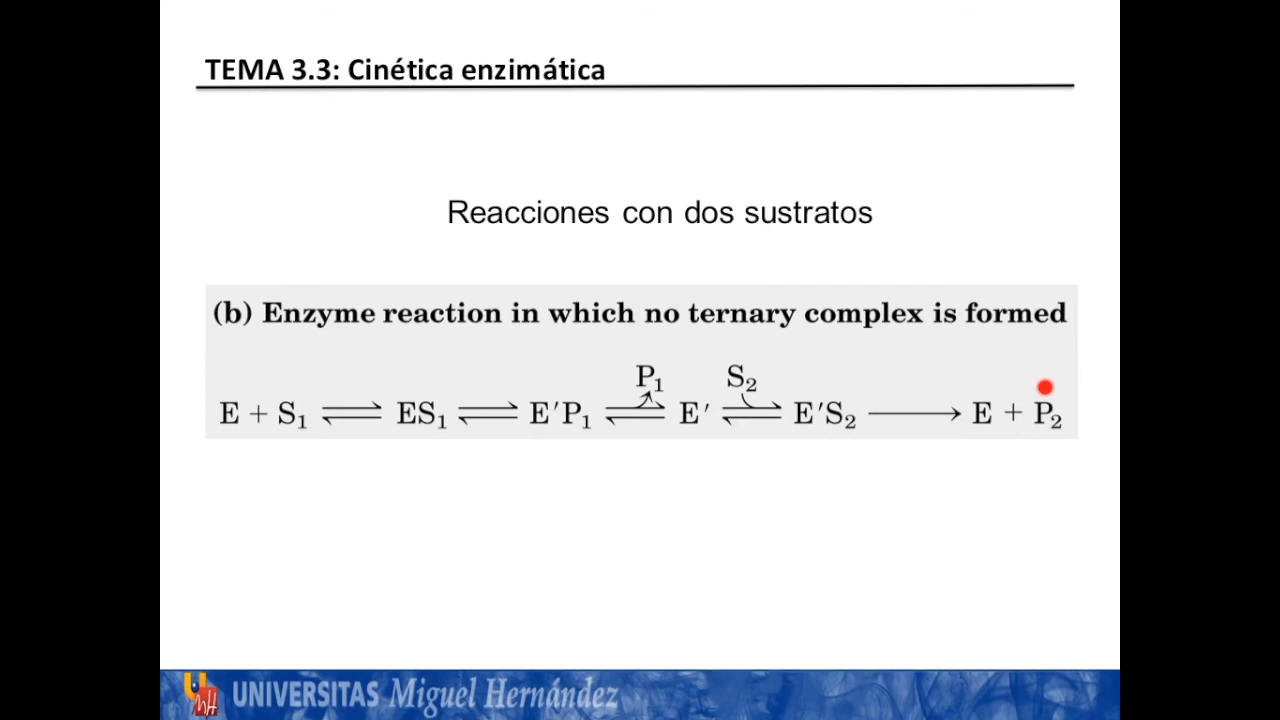 TEMA 3.3: Cinética enzimática
Reacciones con dos sustratos
(b) Enzyme reaction in which no ternary complex is formed
P₁ S₂
E + S₁ ⇌ ES₁ ⇌ E′P₁ ⇌ E′ ⇌ E′S₂ ⟶ E + P₂
UNIVERSITAS Miguel Hernández